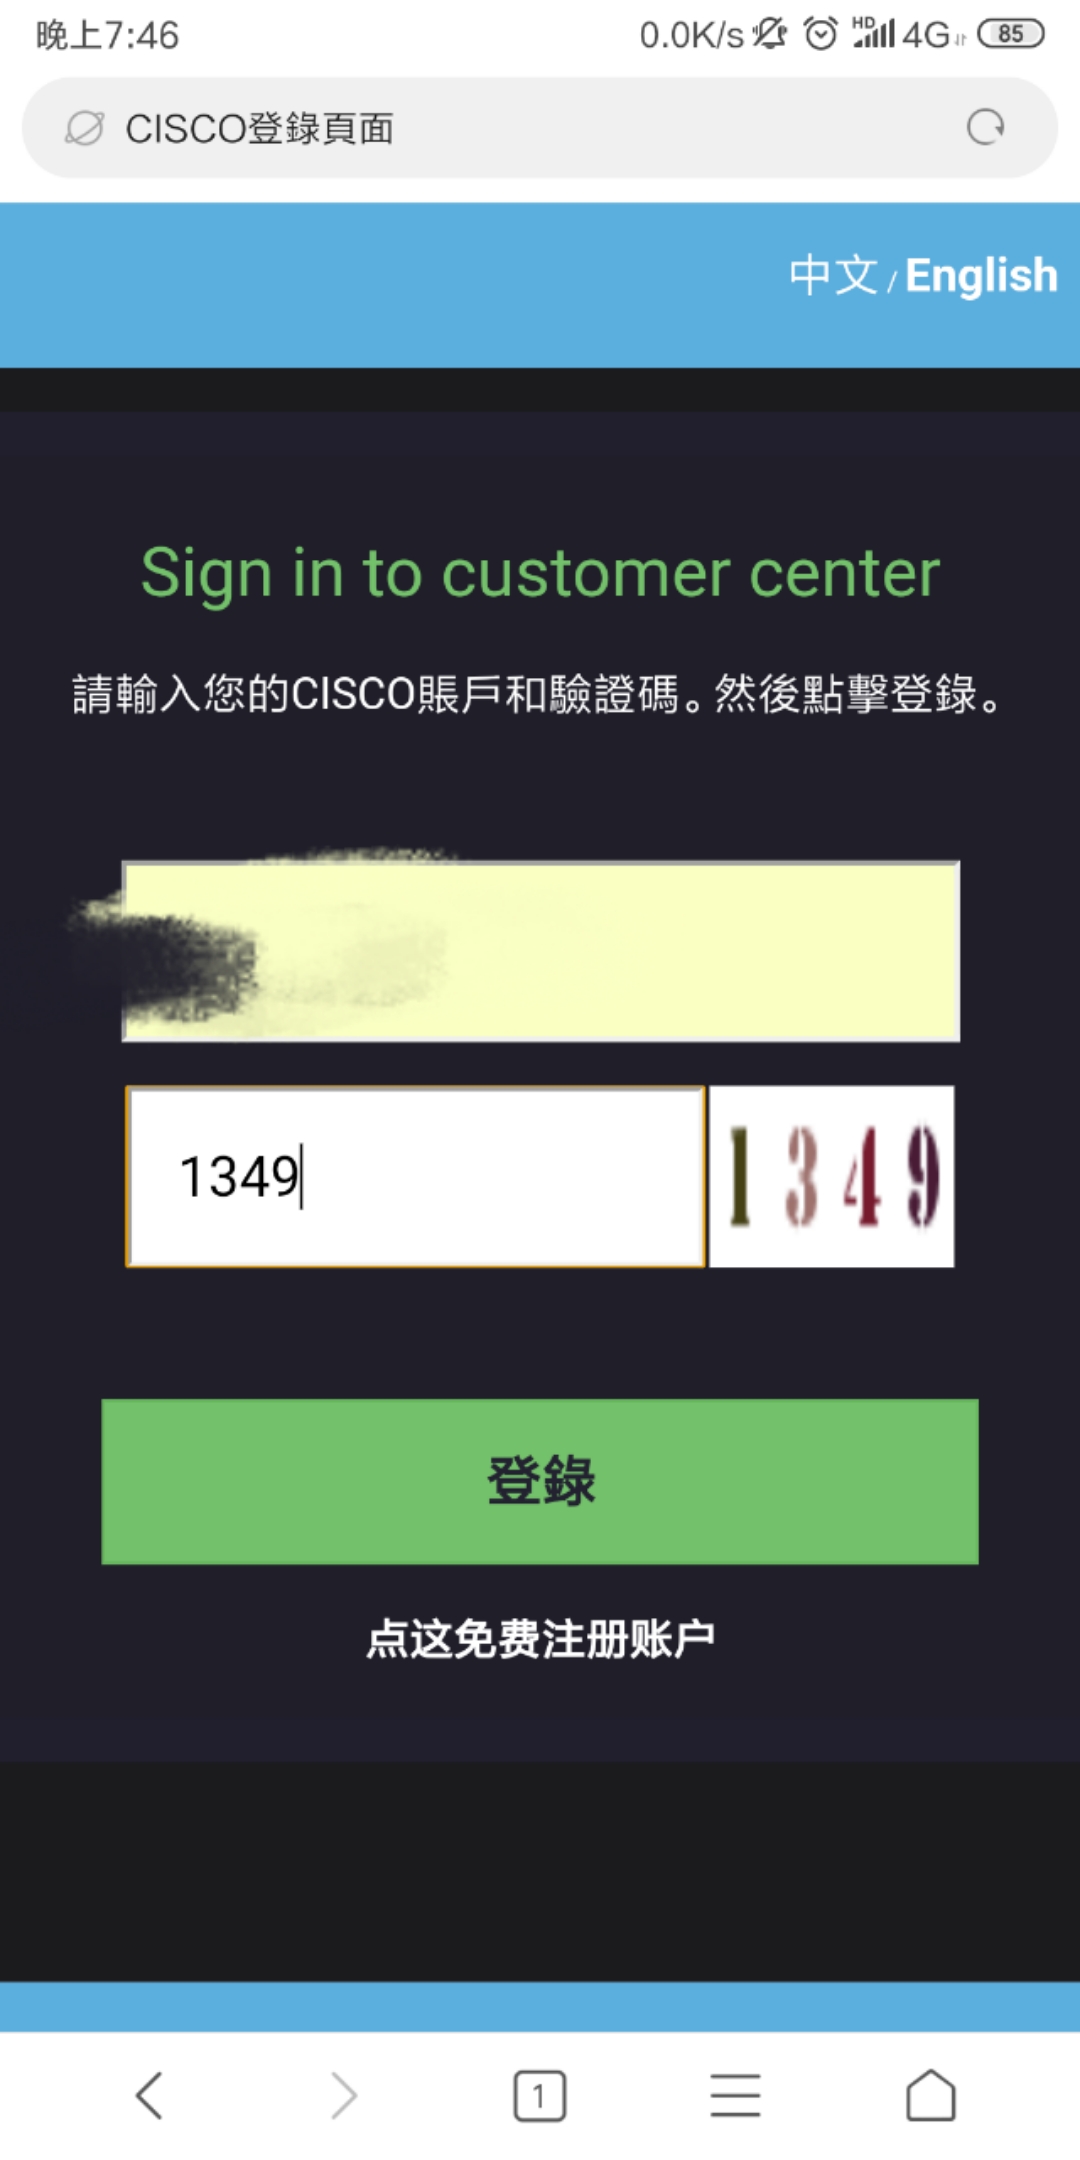 晚上7:46
0.0K/s HD 4G 85
CISCO登錄頁面
中文 / English
Sign in to customer center
請輸入您的CISCO賬戶和驗證碼。然後點擊登錄。
1349
1349
登錄
点这免费注册账户
1